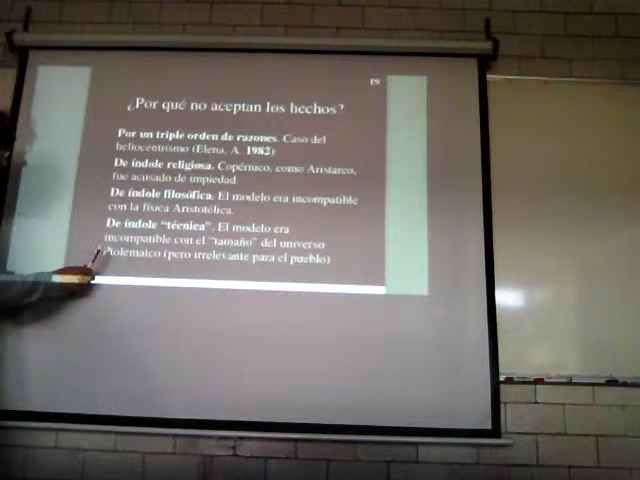 19
¿Por qué no aceptan los hechos?
Por un triple orden de razones. Caso del
heliocentrismo (Elena, A. 1982)
De índole religiosa. Copérnico, como Aristarco,
fue acusado de impiedad.
De índole filosófica. El modelo era incompatible
con la física Aristotélica.
De índole “técnica”. El modelo era
incompatible con el “tamaño” del universo
Ptolemaico (pero irrelevante para el pueblo)